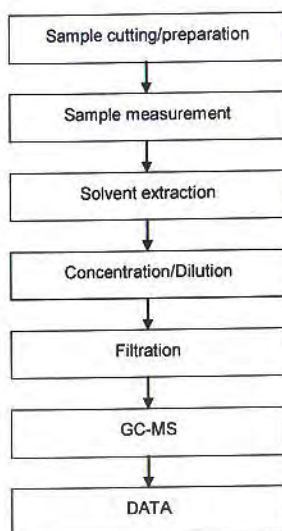 Sample cutting/preparation
Sample measurement
Solvent extraction
Concentration/Dilution
Filtration
GC-MS
DATA